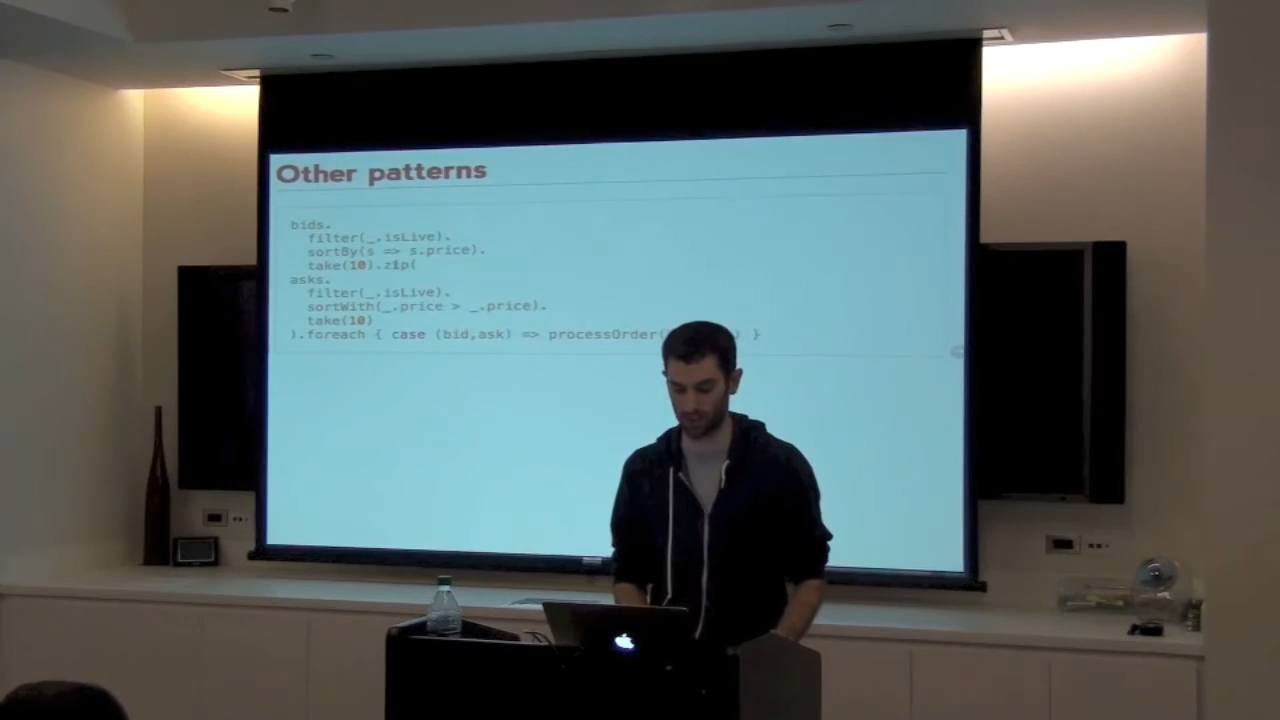 Other patterns
bids.
filter(_.isLive).
sortBy(s => s.price).
take(10).zip(
asks.
filter(_.isLive).
sortWith(_.price > _.price).
take(10)
).foreach { case (bid,ask) => processOrder( ) }